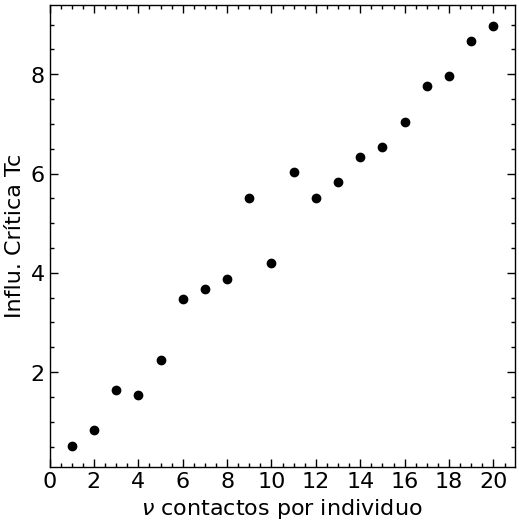 8
6
4
2
Influ. Crítica Tc
0 2 4 6 8 10 12 14 16 18 20
ν contactos por individuo